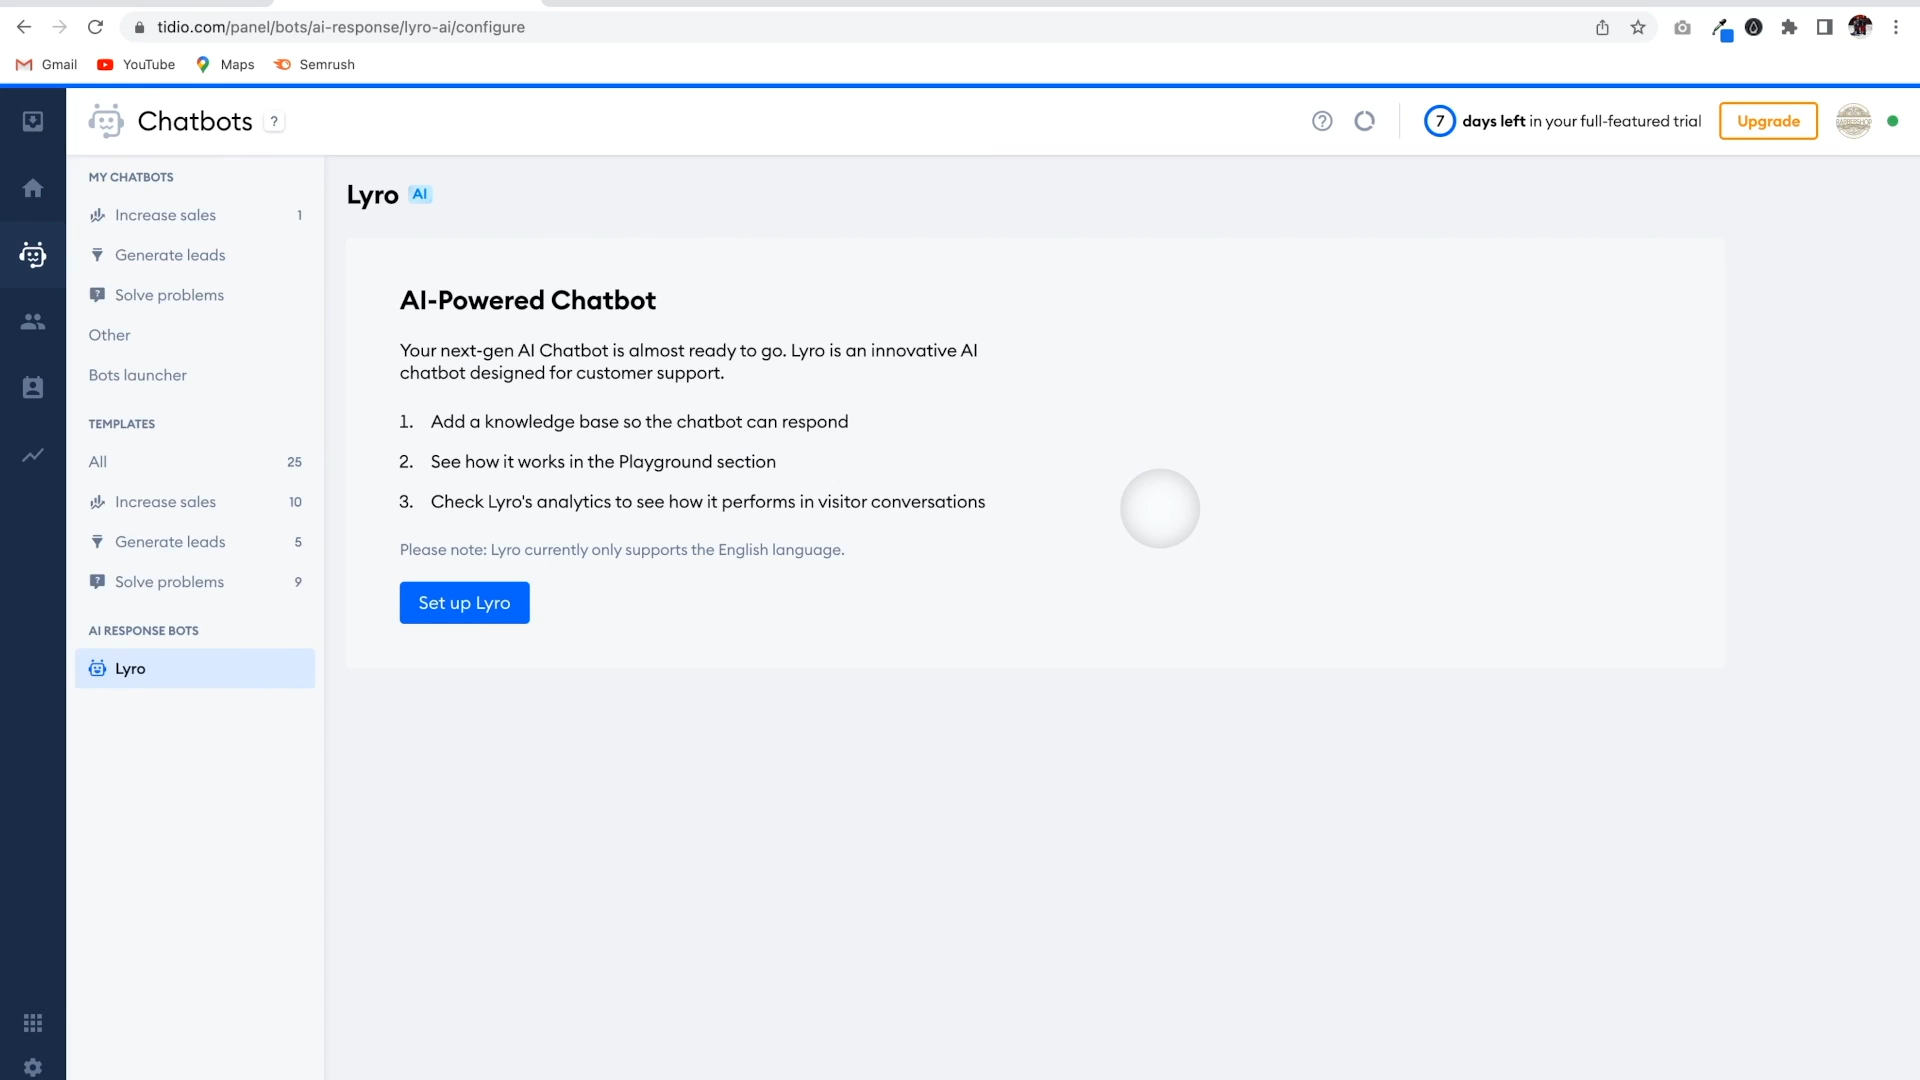 tidio.com/panel/bots/ai-response/lyro-ai/configure
Gmail YouTube Maps Semrush
Chatbots ?
7 days left in your full-featured trial Upgrade
BARBERSHOP
MY CHATBOTS
Increase sales 1
Generate leads
Solve problems
Other
Bots launcher
TEMPLATES
All 25
Increase sales 10
Generate leads 5
Solve problems 9
AI RESPONSE BOTS
Lyro
Lyro AI
AI-Powered Chatbot
Your next-gen AI Chatbot is almost ready to go. Lyro is an innovative AI
chatbot designed for customer support.
1. Add a knowledge base so the chatbot can respond
2. See how it works in the Playground section
3. Check Lyro's analytics to see how it performs in visitor conversations
Please note: Lyro currently only supports the English language.
Set up Lyro